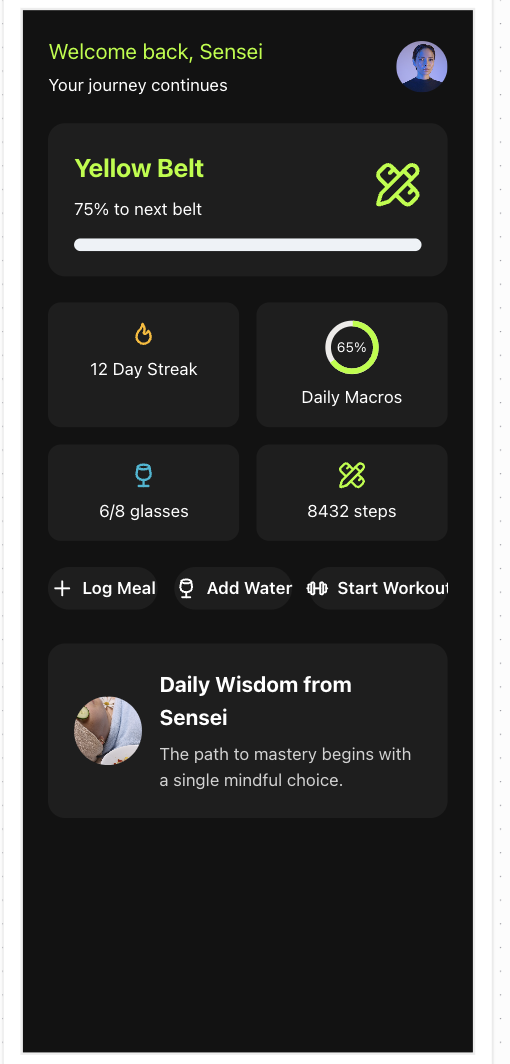 Welcome back, Sensei
Your journey continues
Yellow Belt
75% to next belt
12 Day Streak
65%
Daily Macros
6/8 glasses
8432 steps
Log Meal
Add Water
Start Workout
Daily Wisdom from
Sensei
The path to mastery begins with
a single mindful choice.